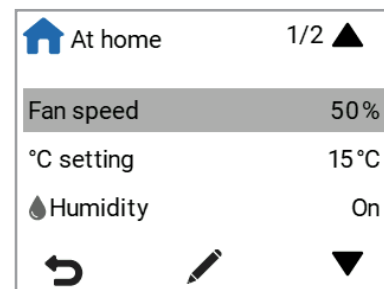 At home 1/2
Fan speed 50%
°C setting 15°C
Humidity On